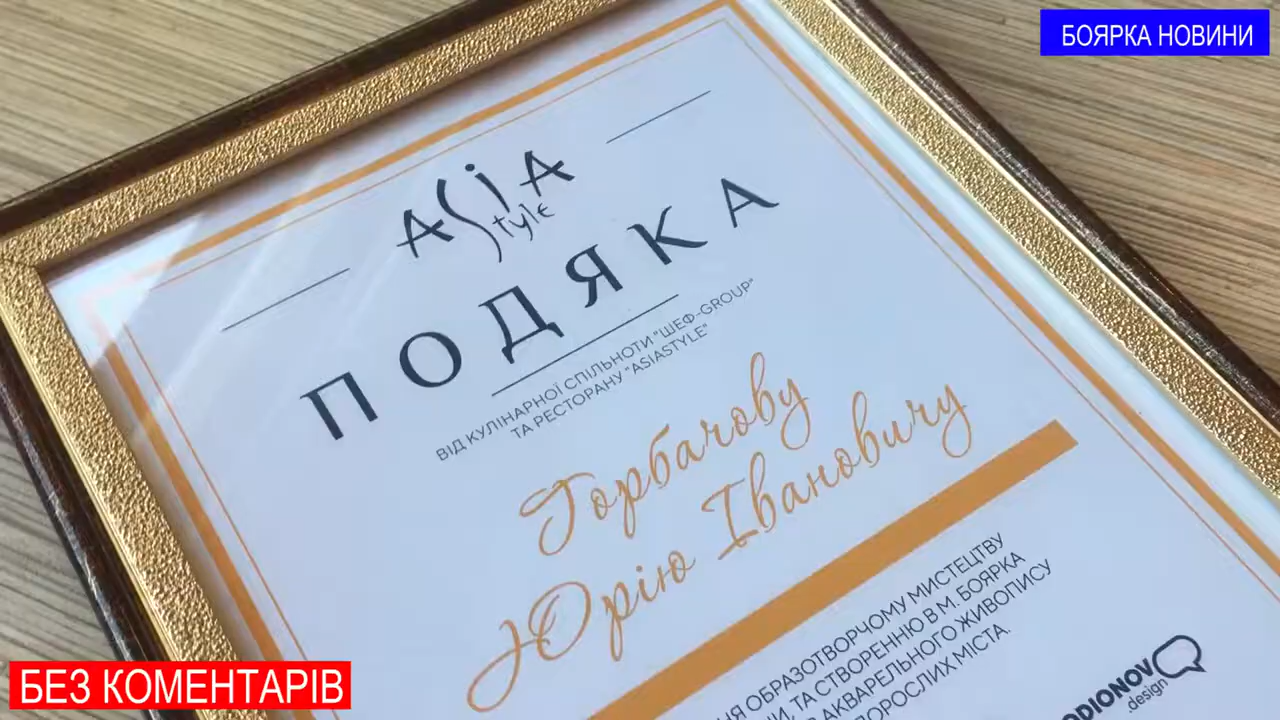 БОЯРКА НОВИНИ
ASiA
style
ПОДЯКА
ВІД КУЛІНАРНОЇ СПІЛЬНОТИ "ШЕФ-GROUP"
ТА РЕСТОРАНУ "ASIASTYLE"
Горбачову
Юрію Івановичу
ОБРАЗОТВОРЧОМУ МИСТЕЦТВУ
ТА СТВОРЕННЮ В М. БОЯРКА
АКВАРЕЛЬНОГО ЖИВОПИСУ
ДОРОСЛИХ МІСТА.
ODIONOV
.design
БЕЗ КОМЕНТАРІВ